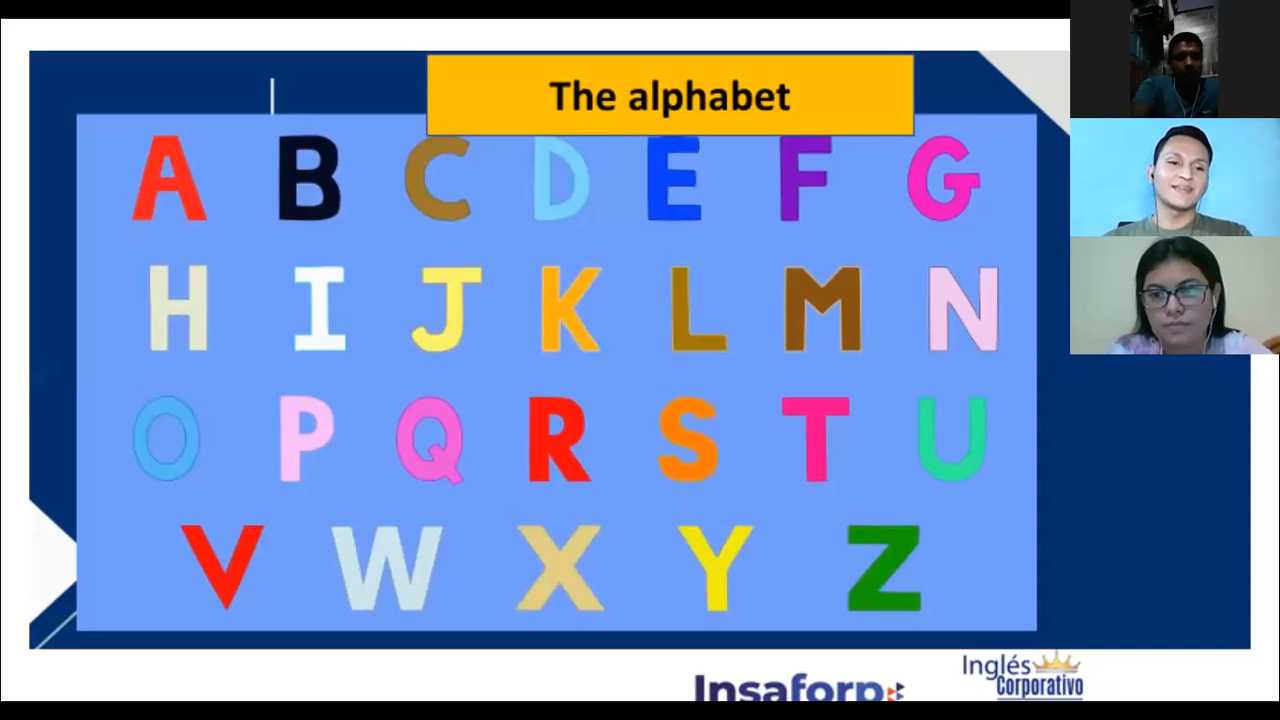 The alphabet
A B C D E F G
H I J K L M N
O P Q R S T U
V W X Y Z
Insaforp
Inglés
Corporativo